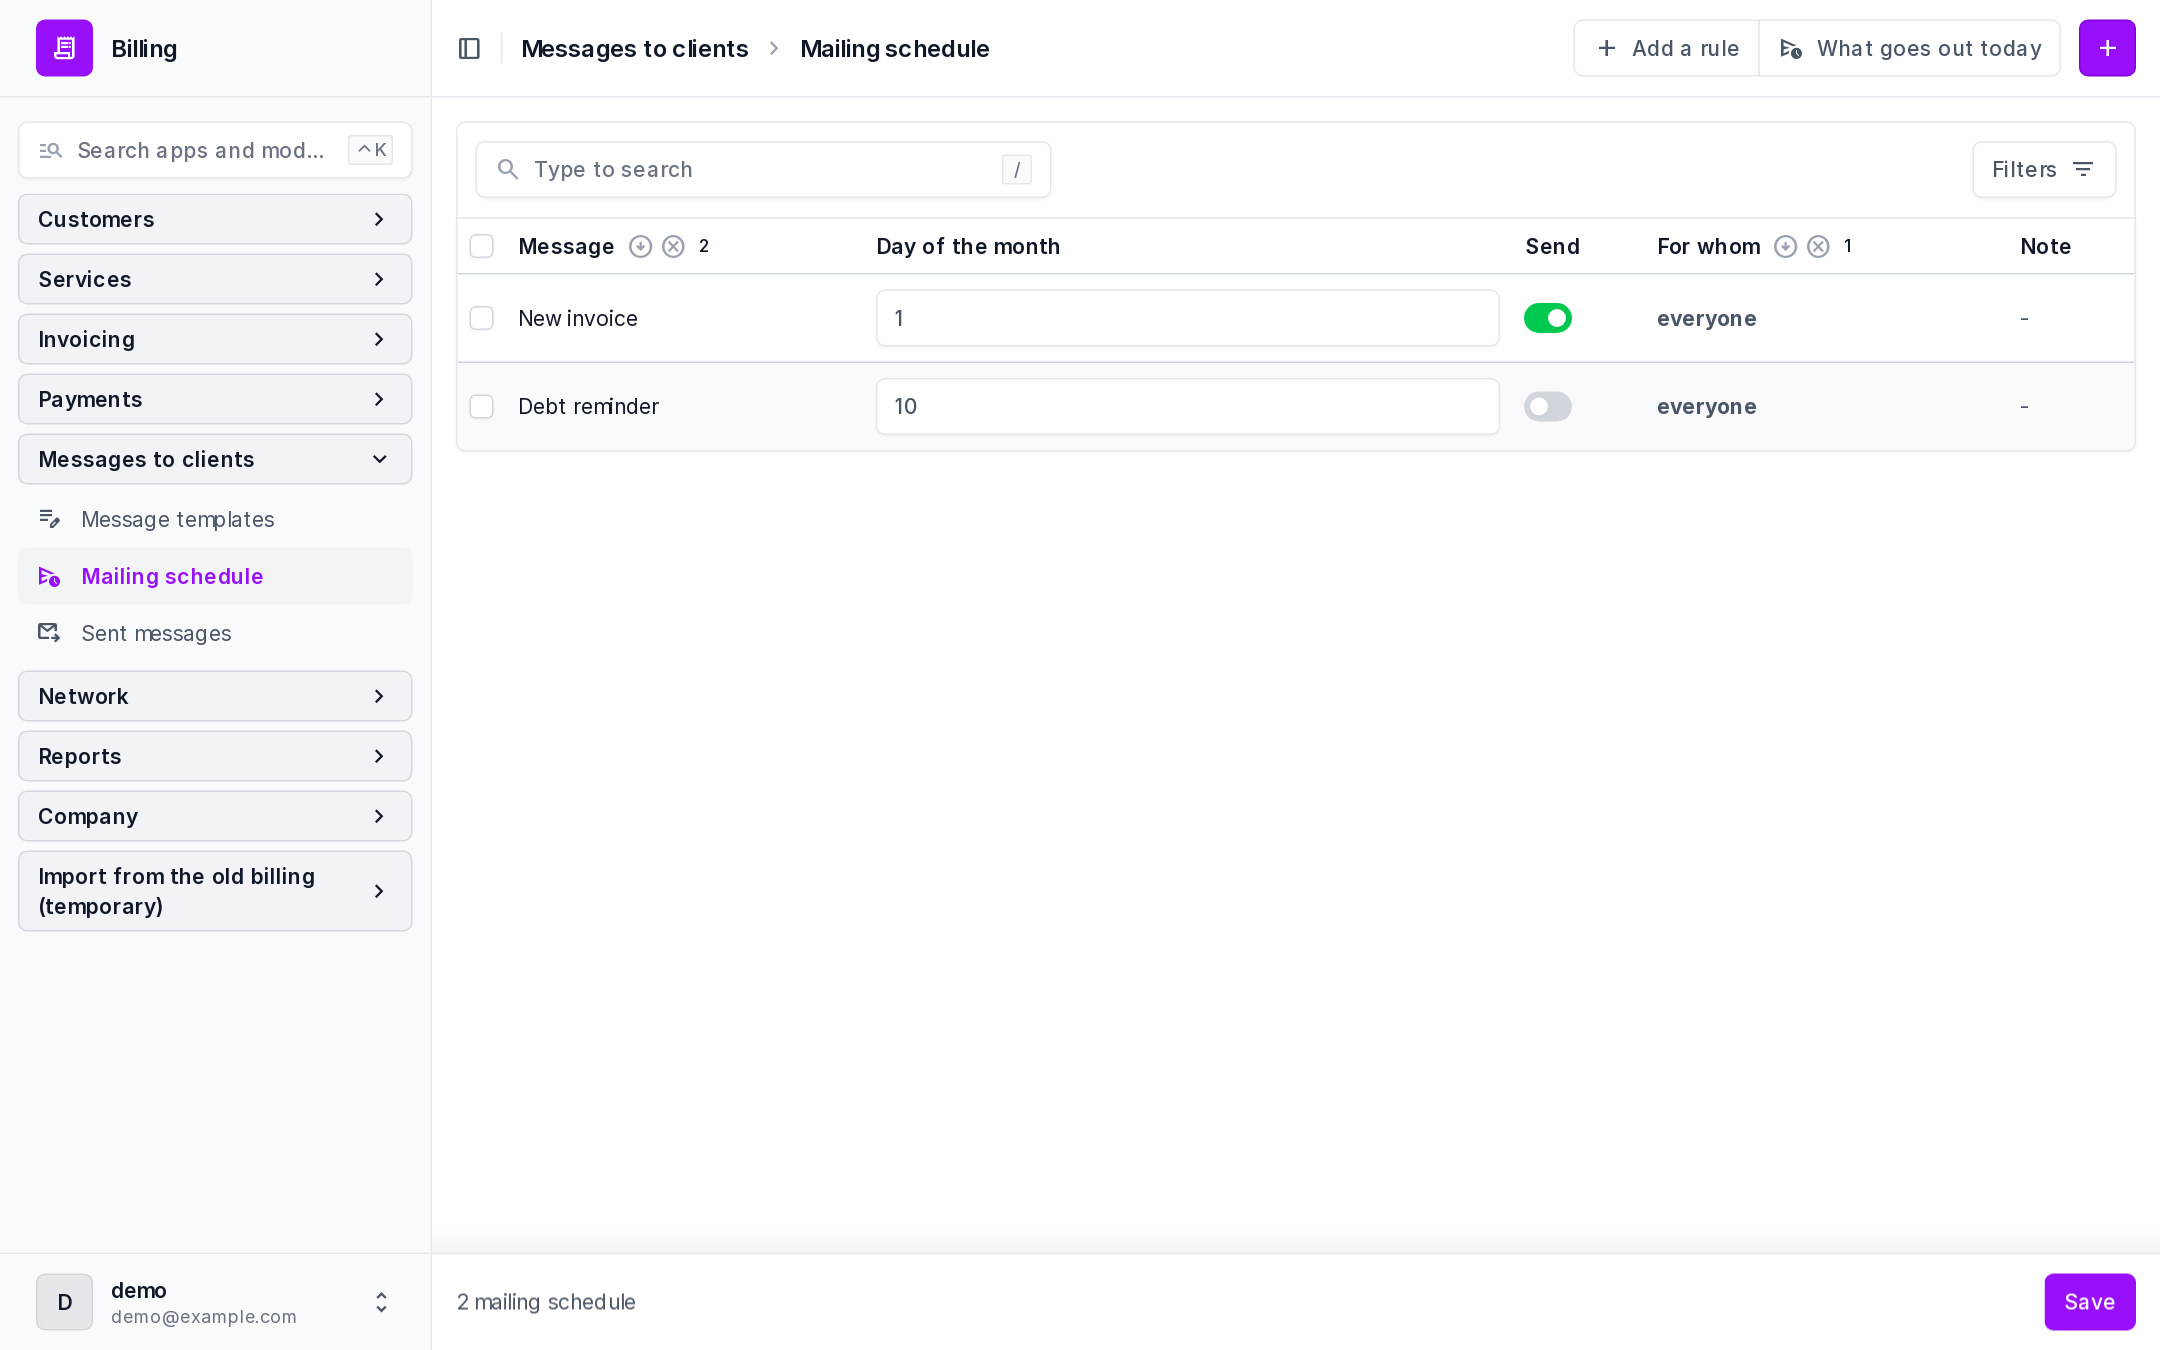 Billing
Messages to clients
Mailing schedule
Add a rule
What goes out today
Search apps and mod...
^K
Customers
Services
Invoicing
Payments
Messages to clients
Message templates
Mailing schedule
Sent messages
Network
Reports
Company
Import from the old billing
(temporary)
D
demo
demo@example.com
Type to search
/
Filters
Message 2
Day of the month
Send
For whom 1
Note
New invoice
1
everyone
-
Debt reminder
10
everyone
-
2 mailing schedule
Save